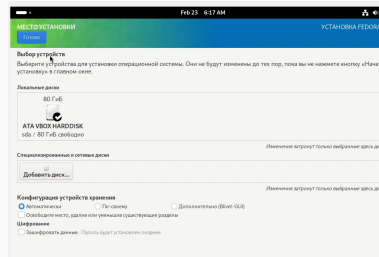 Feb 23 6:17 AM
МЕСТО УСТАНОВКИ
УСТАНОВКА FEDORA
Готово
Выбор устройств
Выберите устройства для установки операционной системы. Они не будут изменены до тех пор, пока вы не нажмете кнопку «Нача
установку» в главном окне.
Локальные диски
80 ГиБ
ATA VBOX HARDDISK
sda / 80 ГиБ свободно
Изменения затронут только выбранные здесь ди
Специализированные и сетевые диски
Добавить диск...
Изменения затронут только выбранные здесь ди
Конфигурация устройств хранения
Автоматически По-своему Дополнительно (Blivet-GUI)
Освободите место, удалив или уменьшив существующие разделы
Шифрование
Зашифровать данные. Пароль будет установлен позднее.